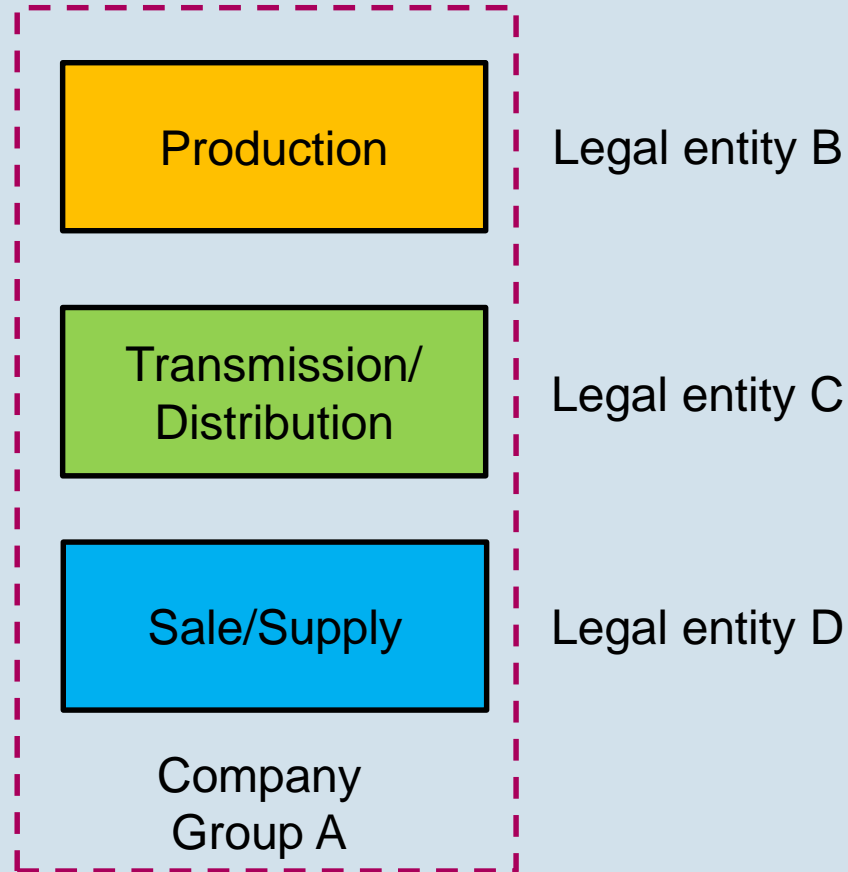 Production
Legal entity B
Transmission/
Distribution
Legal entity C
Sale/Supply
Legal entity D
Company
Group A